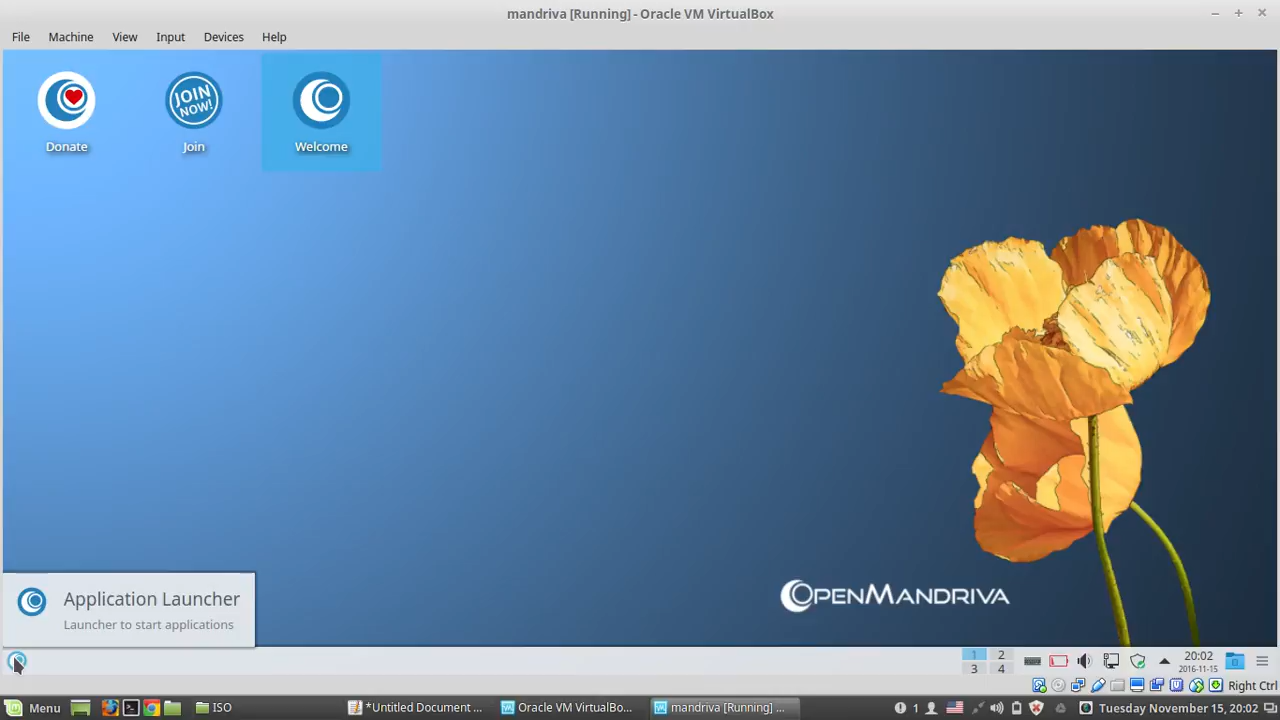 mandriva [Running] - Oracle VM VirtualBox
File Machine View Input Devices Help
JOIN NOW!
Donate Join Welcome
OPENMANDRIVA
Application Launcher
Launcher to start applications
1 2
3 4
20:02
2016-11-15
Right Ctrl
Menu ISO *Untitled Document ... Oracle VM VirtualBo... mandriva [Running] ... 1 Tuesday November 15, 20:02